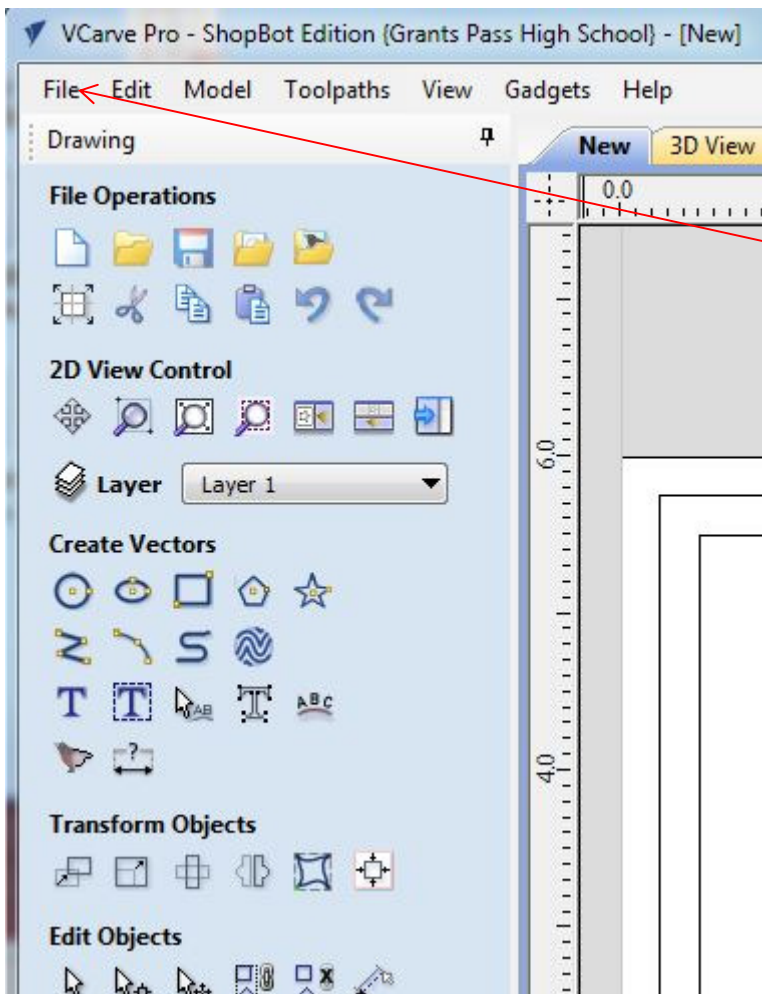 VCarve Pro - ShopBot Edition {Grants Pass High School} - [New]
File Edit Model Toolpaths View Gadgets Help
Drawing
New 3D View
File Operations
0.0
2D View Control
6.0
Layer Layer 1
Create Vectors
T T AB T ABC
?
4.0
Transform Objects
Edit Objects